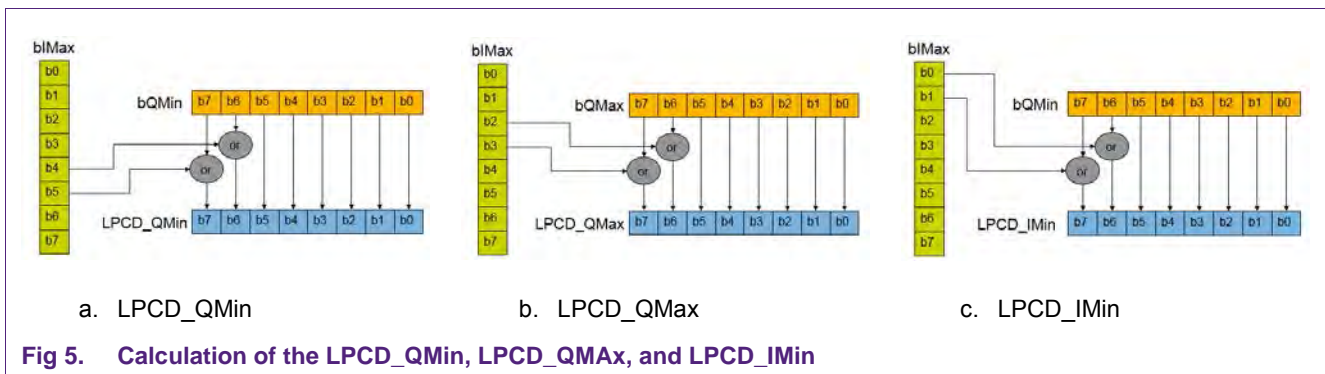 bIMax
b0
b1
b2
b3
b4
b5
b6
b7
bQMin b7 b6 b5 b4 b3 b2 b1 b0
or
or
LPCD_QMin b7 b6 b5 b4 b3 b2 b1 b0
a. LPCD_QMin
bIMax
b0
b1
b2
b3
b4
b5
b6
b7
bQMax b7 b6 b5 b4 b3 b2 b1 b0
or
or
LPCD_QMax b7 b6 b5 b4 b3 b2 b1 b0
b. LPCD_QMax
bIMax
b0
b1
b2
b3
b4
b5
b6
b7
bQMin b7 b6 b5 b4 b3 b2 b1 b0
or
or
LPCD_IMin b7 b6 b5 b4 b3 b2 b1 b0
c. LPCD_IMin
Fig 5. Calculation of the LPCD_QMin, LPCD_QMAx, and LPCD_IMin